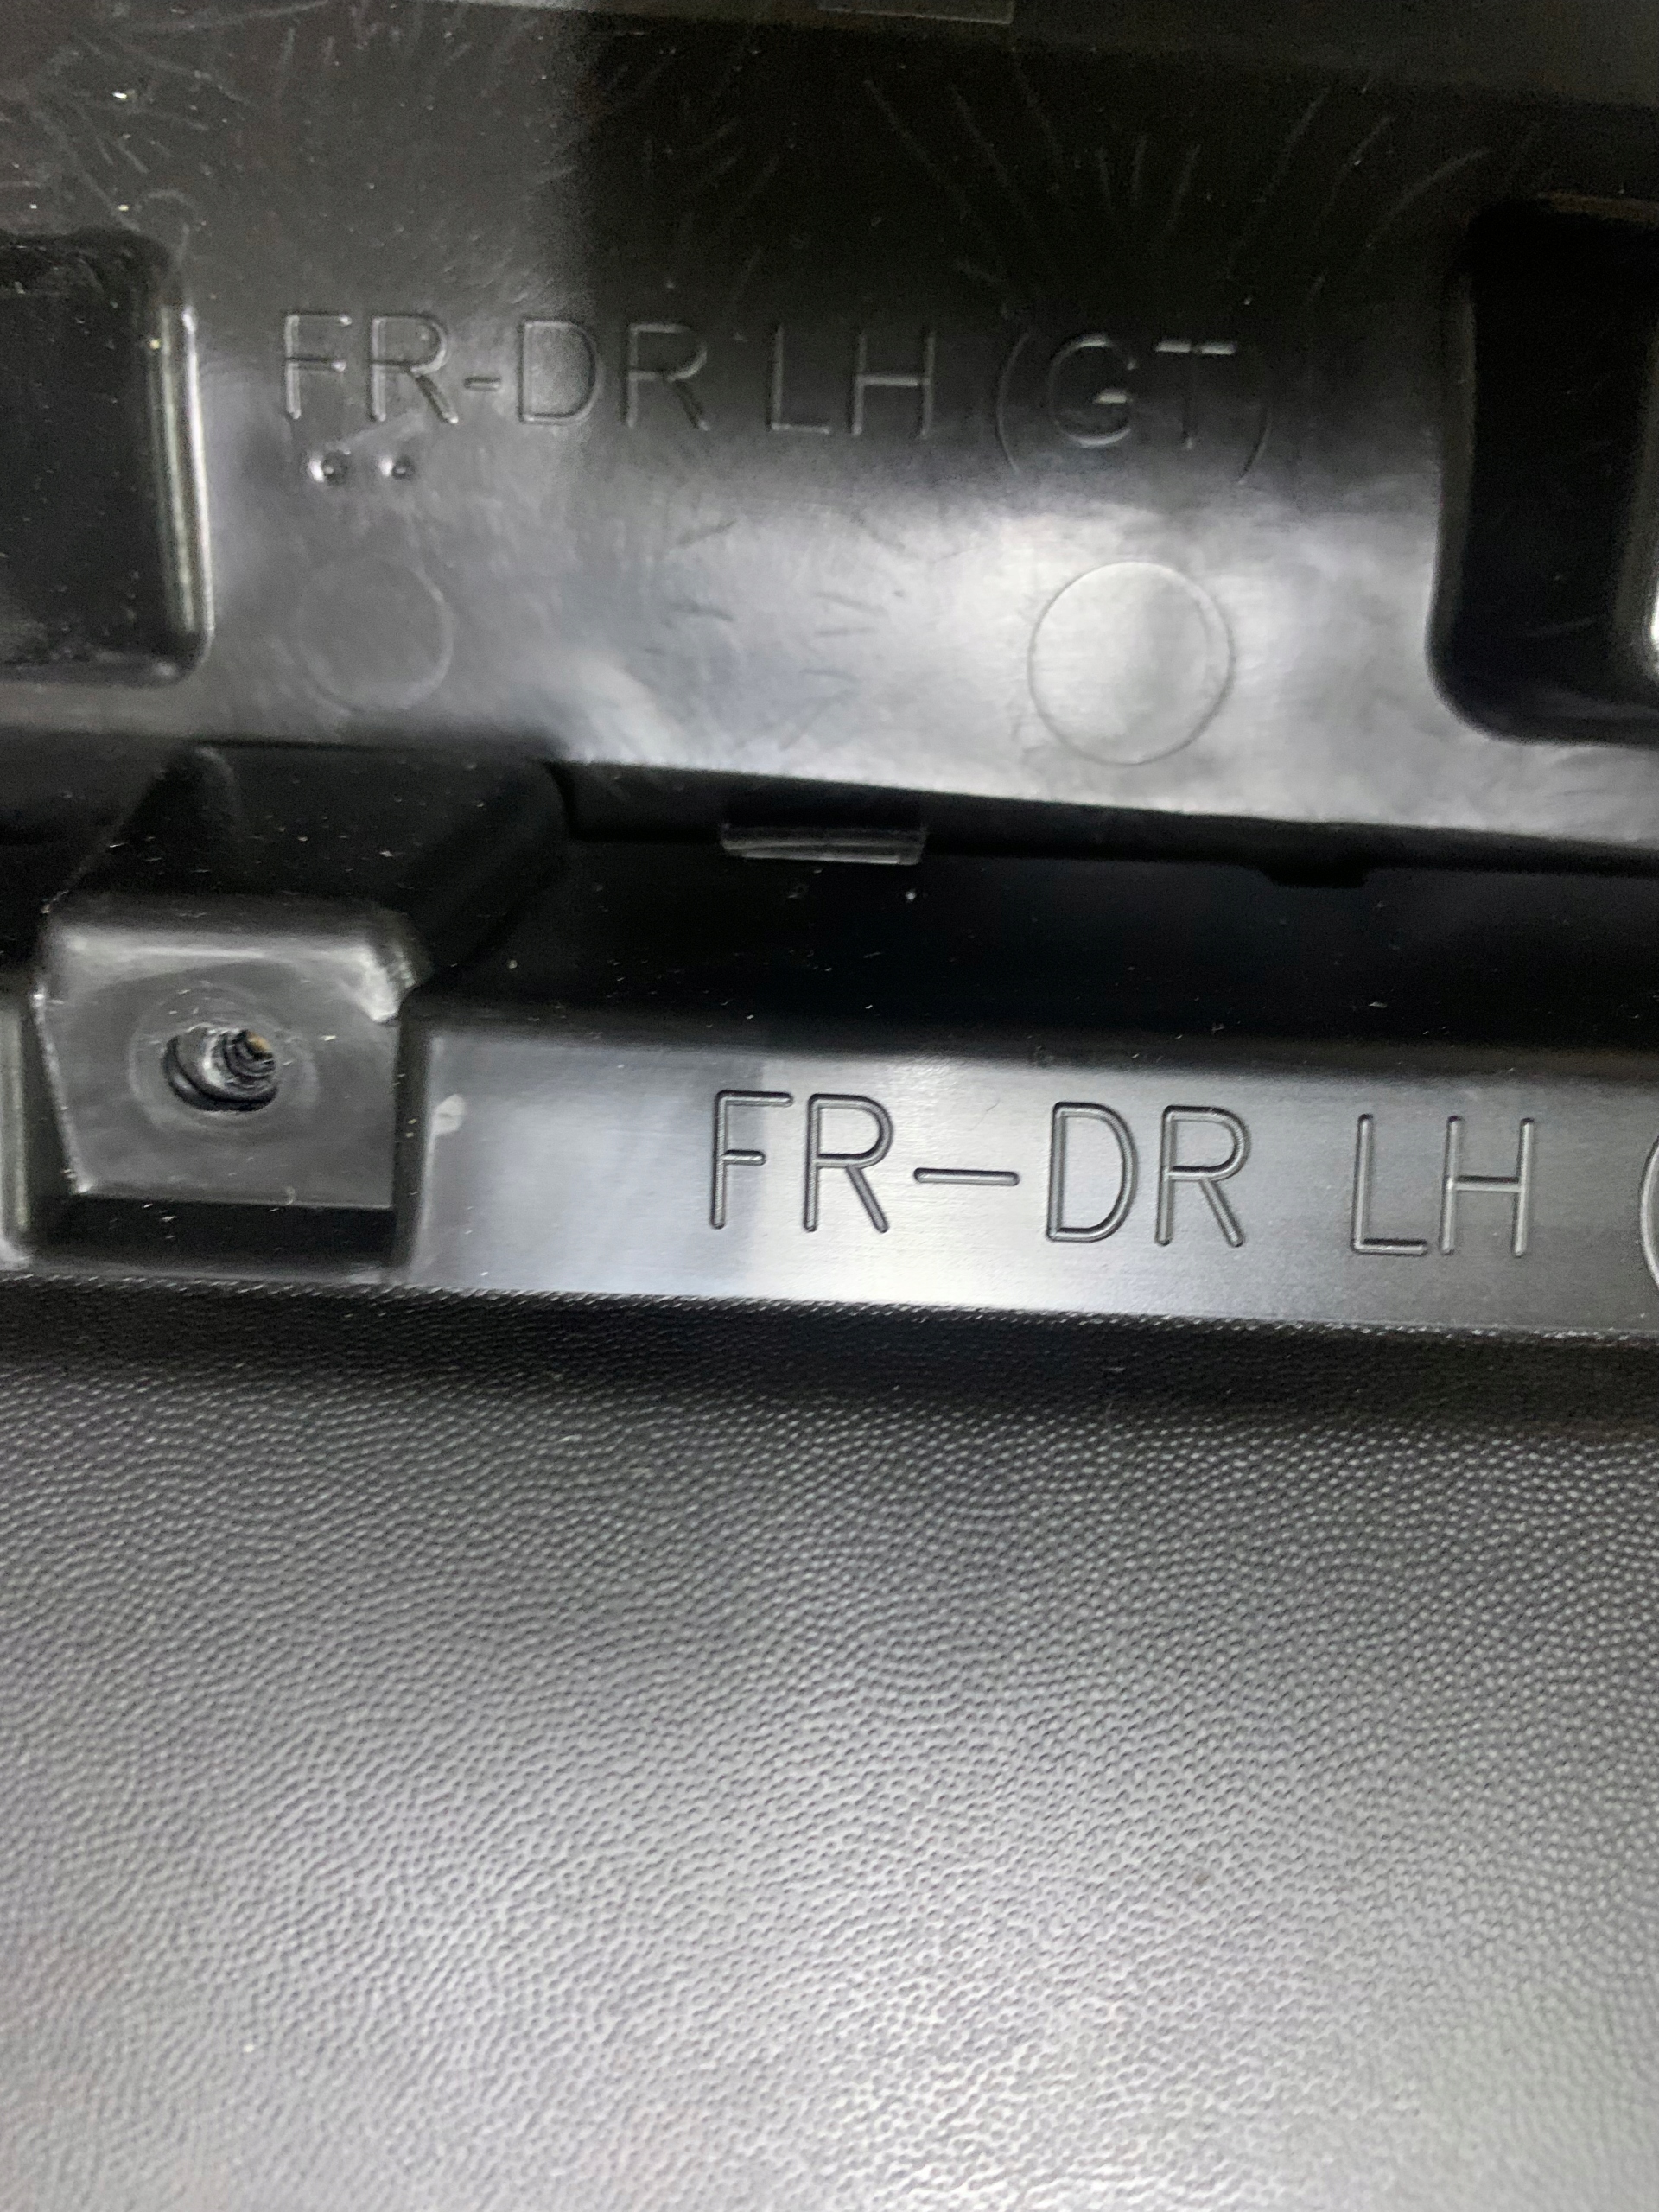 FR-DR LH (GT)
FR-DR LH (